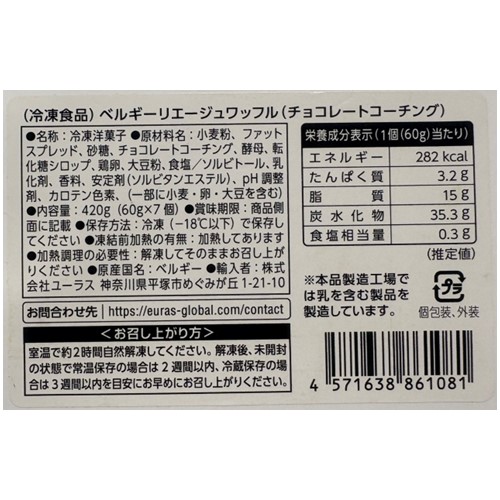 （冷凍食品）ベルギーリエージュワッフル（チョコレートコーチング）
●名称：冷凍洋菓子 ●原材料名：小麦粉、ファット
スプレッド、砂糖、チョコレートコーチング、酵母、転
化糖シロップ、鶏卵、大豆粉、食塩／ソルビトール、乳
化剤、香料、安定剤（ソルビタンエステル）、pH 調整
剤、カロテン色素、（一部に小麦・卵・大豆を含む）
●内容量：420g（60g×7個）●賞味期限：商品側
面に記載 ●保存方法：冷凍（−18℃以下）で保存し
てください ●凍結前加熱の有無：加熱してあります
●加熱調理の必要性：解凍してそのままお召し上がり
ください ●原産国名：ベルギー ●輸入者：株式
会社ユーラス 神奈川県平塚市めぐみが丘 1-21-10
お問合わせ先 https://euras-global.com/contact
＜お召し上がり方＞
室温で約2時間自然解凍してください。解凍後、未開封
の状態で常温保存の場合は 2 週間以内、冷蔵保存の場合
は 3 週間以内を目安にお早めにお召し上がりください。
栄養成分表示（1個（60g）当たり）
エネルギー 282 kcal
たんぱく質 3.2 g
脂質 15 g
炭水化物 35.3 g
食塩相当量 0.3 g
（推定値）
※本品製造工場で
は乳を含む製品を
製造しています。
プラ
個包装、外装
4 571638 861081